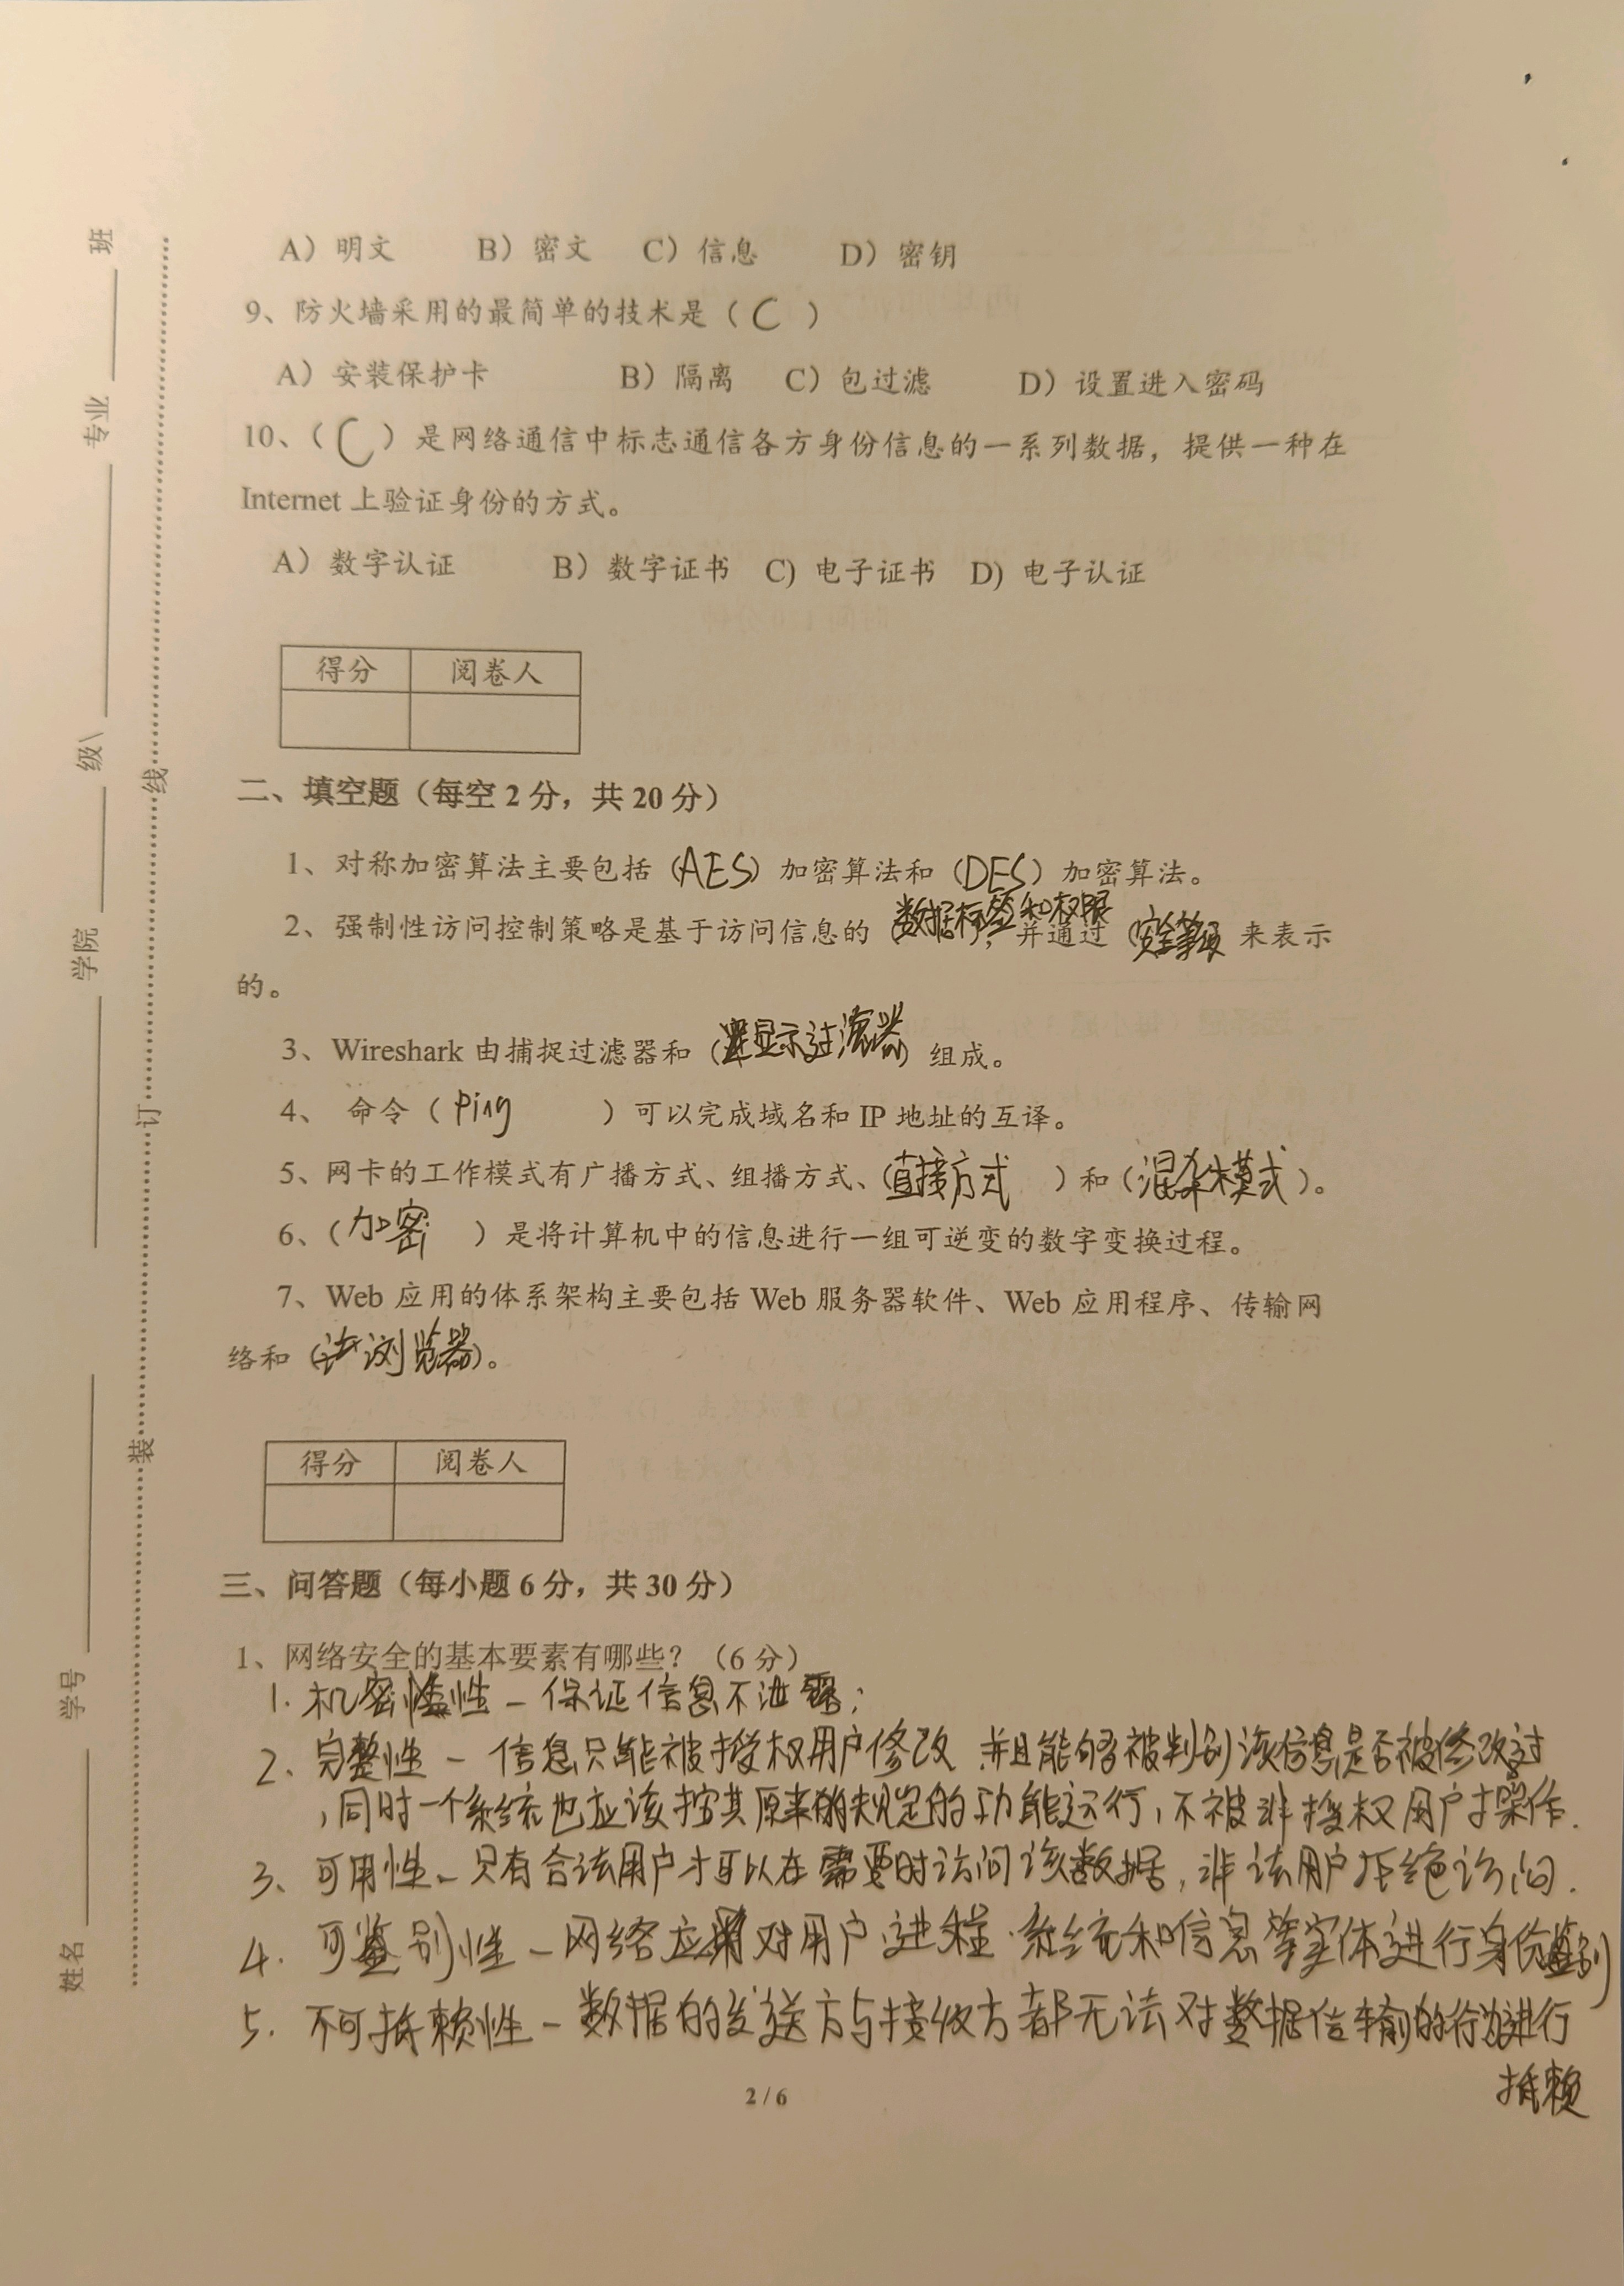 A）明文 B）密文 C）信息 D）密钥
9、防火墙采用的最简单的技术是（ C ）
A）安装保护卡 B）隔离 C）包过滤 D）设置进入密码
10、（ C ）是网络通信中标志通信各方身份信息的一系列数据，提供一种在
Internet 上验证身份的方式。
A）数字认证 B）数字证书 C) 电子证书 D) 电子认证
得分 阅卷人
二、填空题（每空 2 分，共 20 分）
1、对称加密算法主要包括（AES）加密算法和（DES）加密算法。
2、强制性访问控制策略是基于访问信息的（数据标签和权限），并通过（安全等级）来表示
的。
3、Wireshark 由捕捉过滤器和（显示过滤器）组成。
4、 命令（ Ping ）可以完成域名和 IP 地址的互译。
5、网卡的工作模式有广播方式、组播方式、（直接方式 ）和（混杂模式）。
6、（ 加密 ）是将计算机中的信息进行一组可逆变的数字变换过程。
7、Web 应用的体系架构主要包括 Web 服务器软件、Web 应用程序、传输网
络和（浏览器）。
得分 阅卷人
三、问答题（每小题 6 分，共 30 分）
1、网络安全的基本要素有哪些？（6 分）
1. 机密性 — 保证信息不泄露；
2、完整性 — 信息只能被授权用户修改，并且能够被判别该信息是否被修改过
，同时一个系统也应该按其原来的规定的功能运行，不被非授权用户操作．
3、可用性 — 只有合法用户才可以在需要时访问该数据，非法用户拒绝访问．
4. 可鉴别性 — 网络应对用户、进程、系统和信息等实体进行身份鉴别
5. 不可抵赖性 — 数据的发送方与接收方都无法对数据传输的行为进行
抵赖
2 / 6
班
专业
级\
学院
学号
姓名
线
订
装